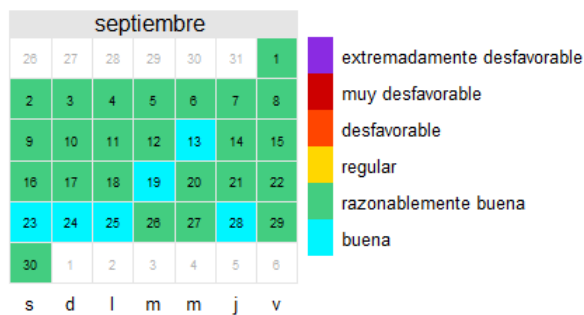 septiembre
26 27 28 29 30 31 1
2 3 4 5 6 7 8
9 10 11 12 13 14 15
16 17 18 19 20 21 22
23 24 25 26 27 28 29
30 1 2 3 4 5 6
s d l m m j v
extremadamente desfavorable
muy desfavorable
desfavorable
regular
razonablemente buena
buena